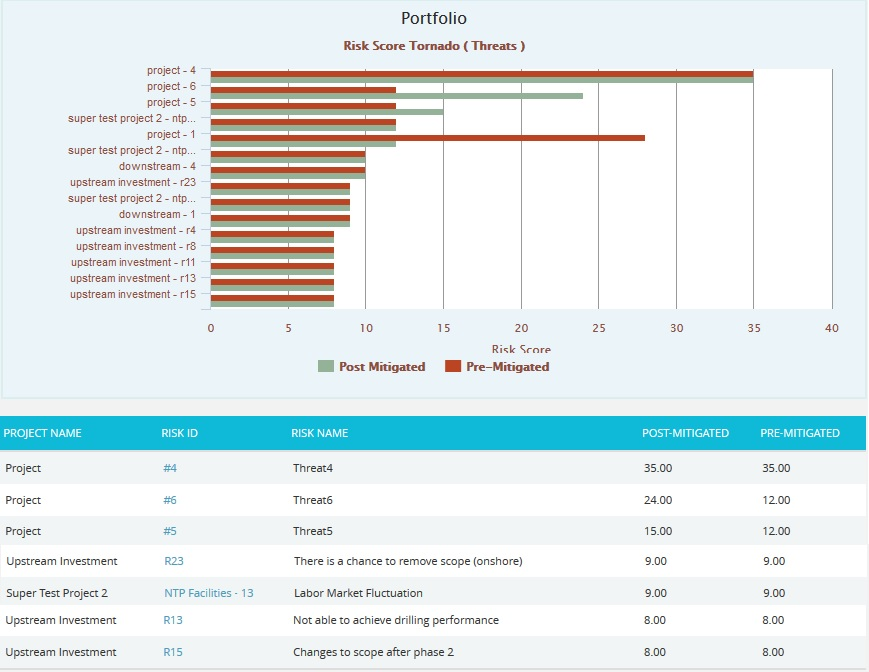 Portfolio
Risk Score Tornado ( Threats )
project - 4
project - 6
project - 5
super test project 2 - ntp...
project - 1
super test project 2 - ntp...
downstream - 4
upstream investment - r23
super test project 2 - ntp...
downstream - 1
upstream investment - r4
upstream investment - r8
upstream investment - r11
upstream investment - r13
upstream investment - r15
0 5 10 15 20 25 30 35 40
Risk Score
Post Mitigated Pre-Mitigated
PROJECT NAME RISK ID RISK NAME POST-MITIGATED PRE-MITIGATED
Project #4 Threat4 35.00 35.00
Project #6 Threat6 24.00 12.00
Project #5 Threat5 15.00 12.00
Upstream Investment R23 There is a chance to remove scope (onshore) 9.00 9.00
Super Test Project 2 NTP Facilities - 13 Labor Market Fluctuation 9.00 9.00
Upstream Investment R13 Not able to achieve drilling performance 8.00 8.00
Upstream Investment R15 Changes to scope after phase 2 8.00 8.00